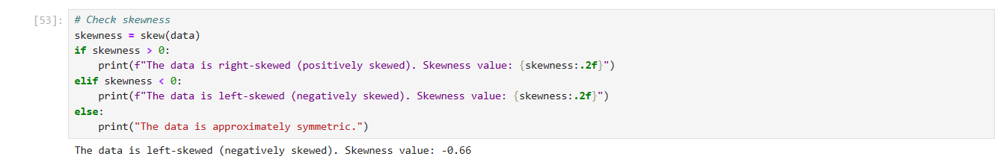 [53]: # Check skewness
skewness = skew(data)
if skewness > 0:
    print(f"The data is right-skewed (positively skewed). Skewness value: {skewness:.2f}")
elif skewness < 0:
    print(f"The data is left-skewed (negatively skewed). Skewness value: {skewness:.2f}")
else:
    print("The data is approximately symmetric.")
The data is left-skewed (negatively skewed). Skewness value: -0.66